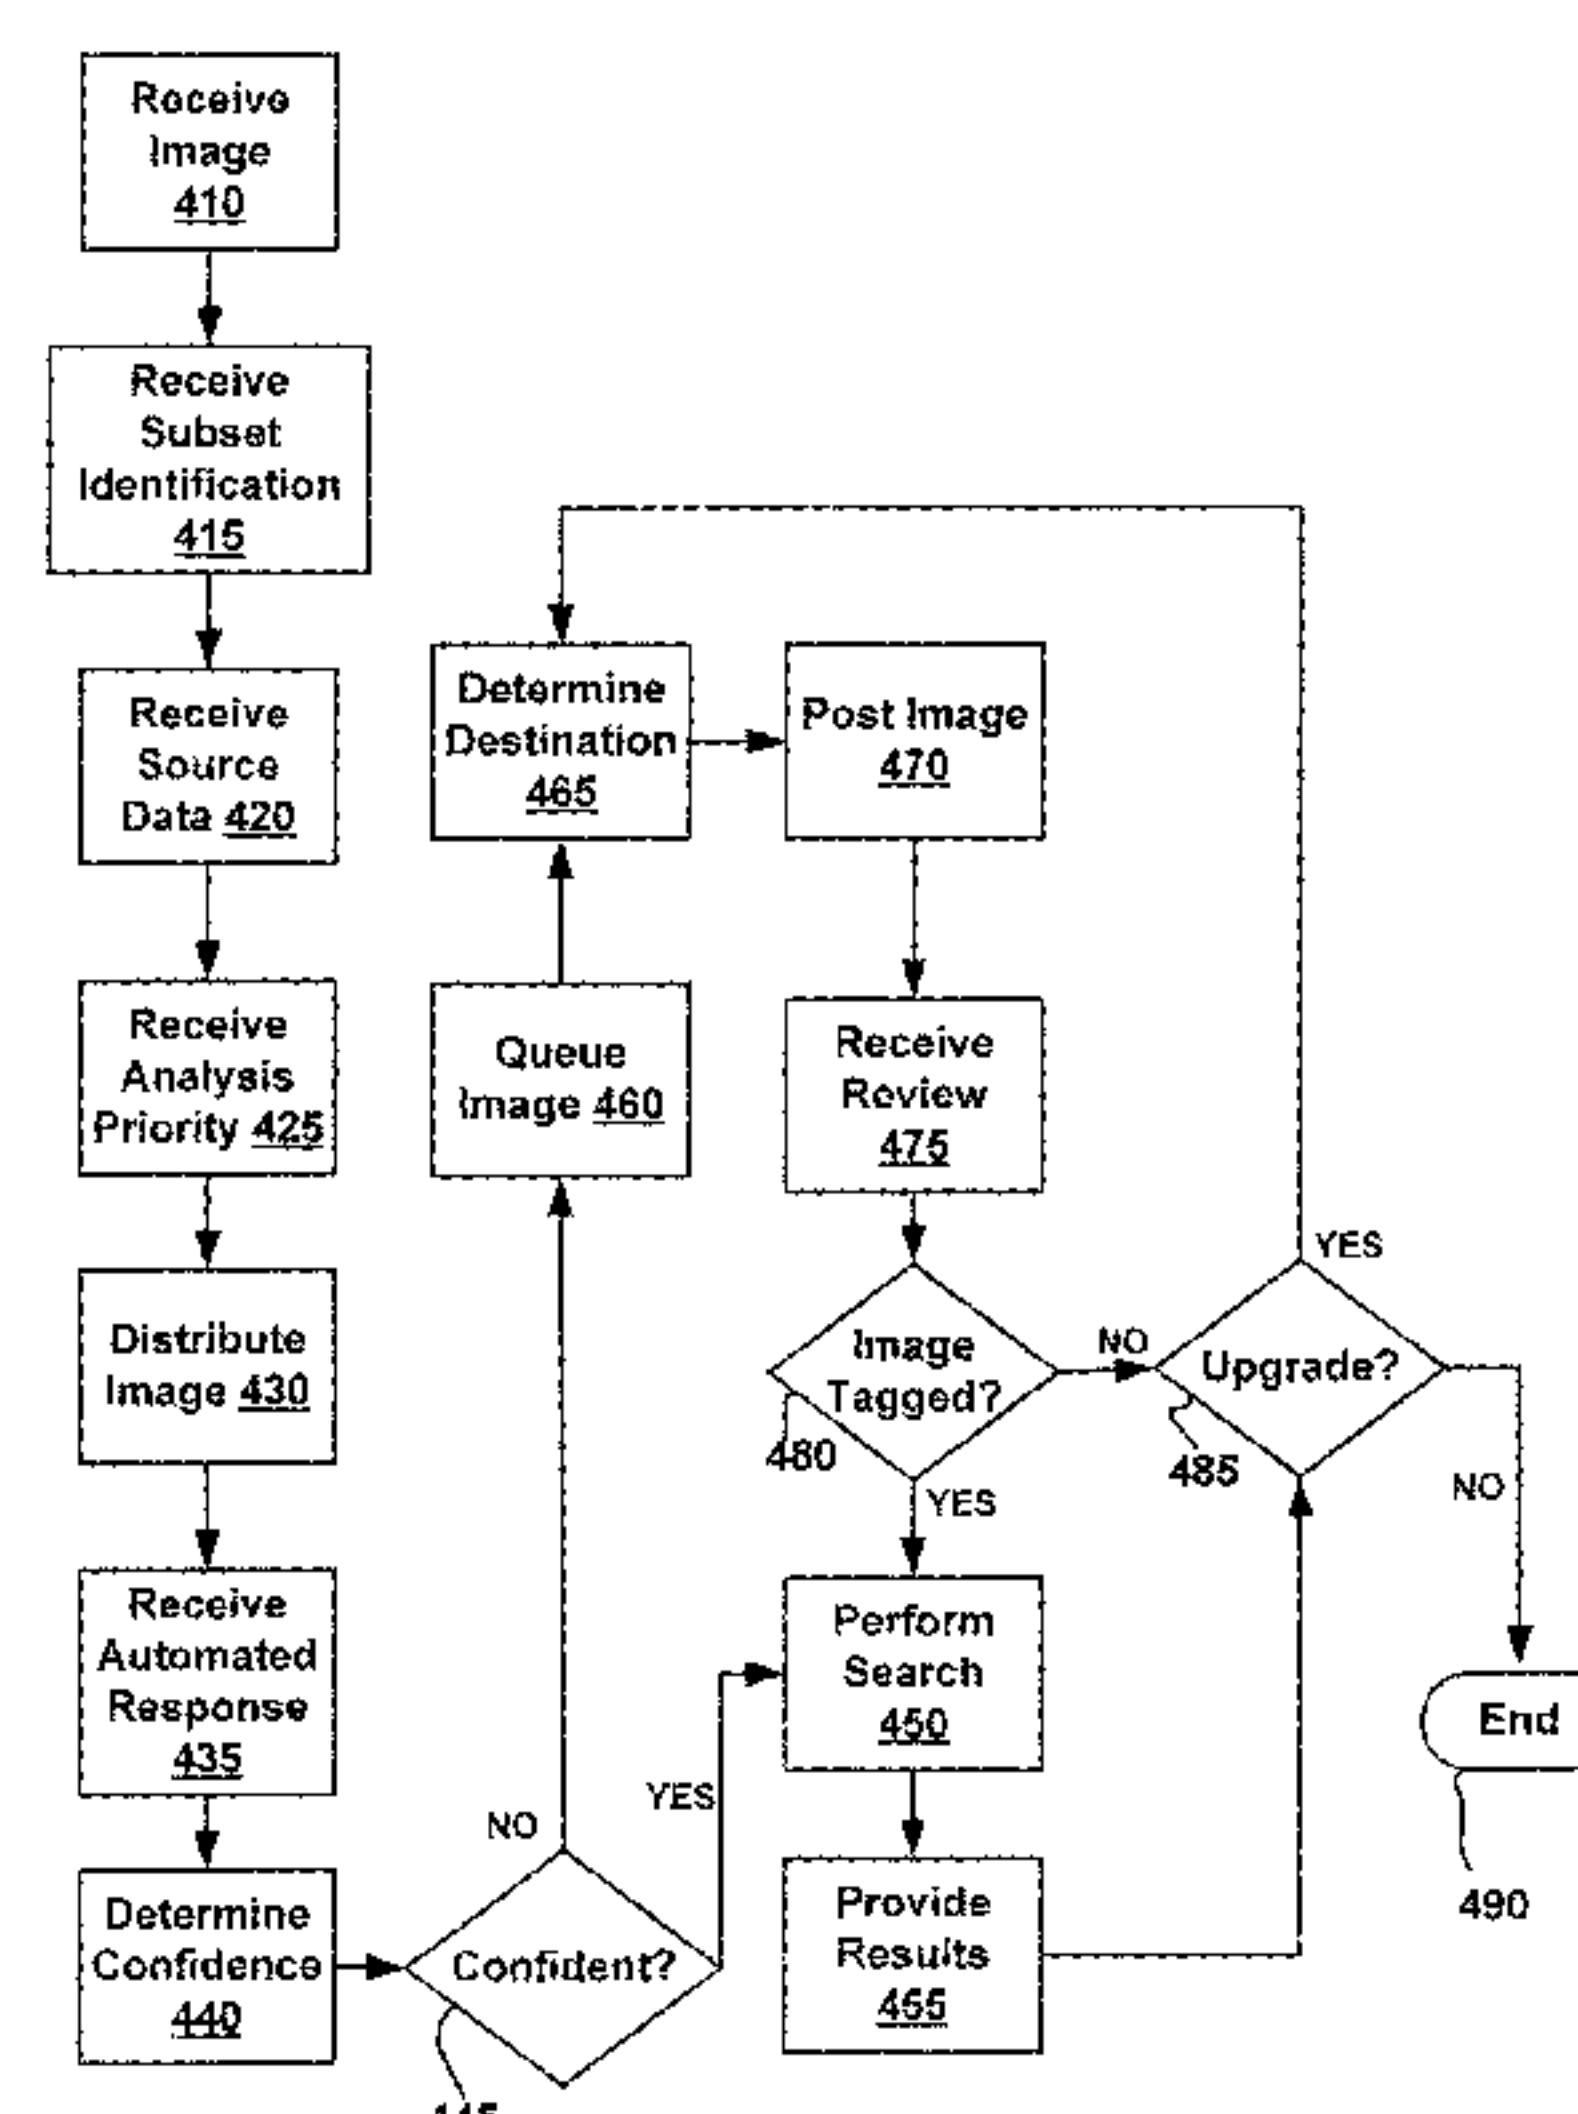 Receive
Image
410
Receive
Subset
Identification
415
Receive
Source
Data 420
Receive
Analysis
Priority 425
Distribute
Image 430
Receive
Automated
Response
435
Determine
Confidence
440
Confident?
NO
YES
Queue
Image 460
Determine
Destination
465
Post Image
470
Receive
Review
475
Image
Tagged?
480
NO
YES
Perform
Search
450
Provide
Results
455
Upgrade?
485
YES
NO
End
490